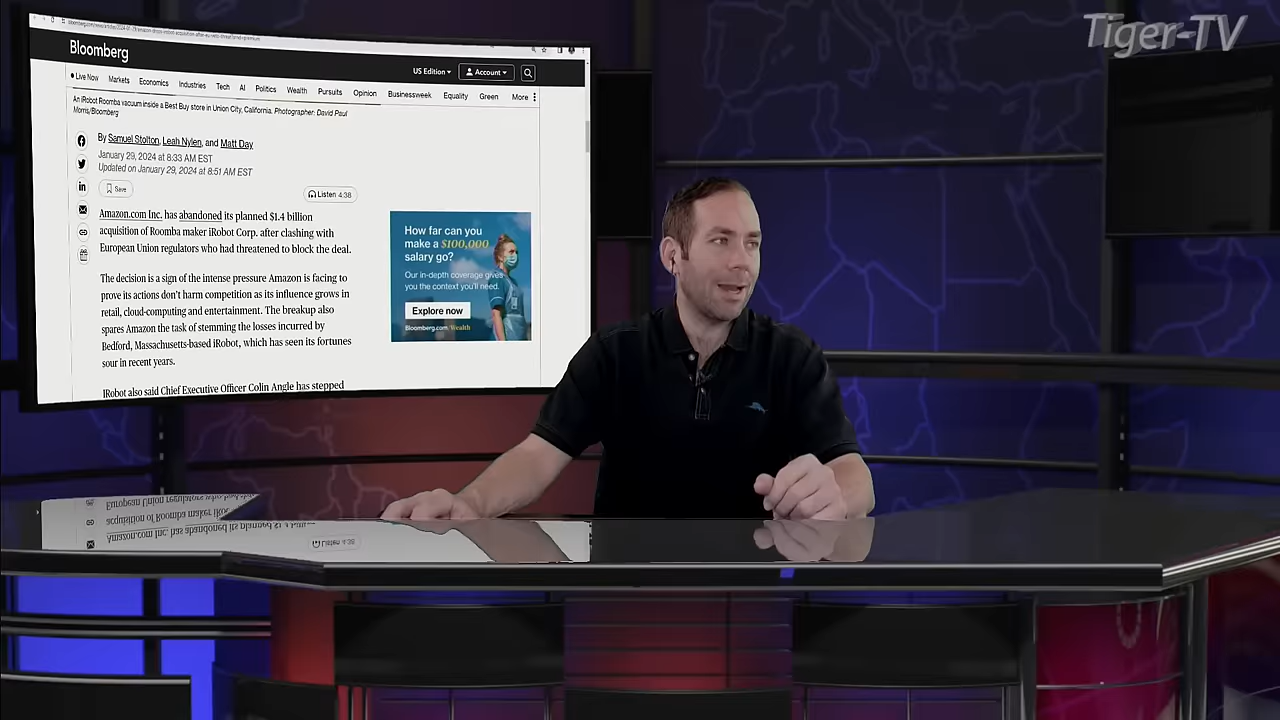 Tiger-TV
Bloomberg
US Edition
Account
Live Now Markets Economics Industries Tech AI Politics Wealth Pursuits Opinion Businessweek Equality Green More
An iRobot Roomba vacuum inside a Best Buy store in Union City, California. Photographer: David Paul
Morris/Bloomberg
By Samuel Stolton, Leah Nylen, and Matt Day
January 29, 2024 at 8:33 AM EST
Updated on January 29, 2024 at 8:51 AM EST
Save
Listen 4:38
Amazon.com Inc. has abandoned its planned $1.4 billion
acquisition of Roomba maker iRobot Corp. after clashing with
European Union regulators who had threatened to block the deal.
The decision is a sign of the intense pressure Amazon is facing to
prove its actions don't harm competition as its influence grows in
retail, cloud-computing and entertainment. The breakup also
spares Amazon the task of stemming the losses incurred by
Bedford, Massachusetts-based iRobot, which has seen its fortunes
sour in recent years.
IRobot also said Chief Executive Officer Colin Angle has stepped
How far can you
make a $100,000
salary go?
Our in-depth coverage gives
you the context you'll need.
Explore now
Bloomberg.com Wealth